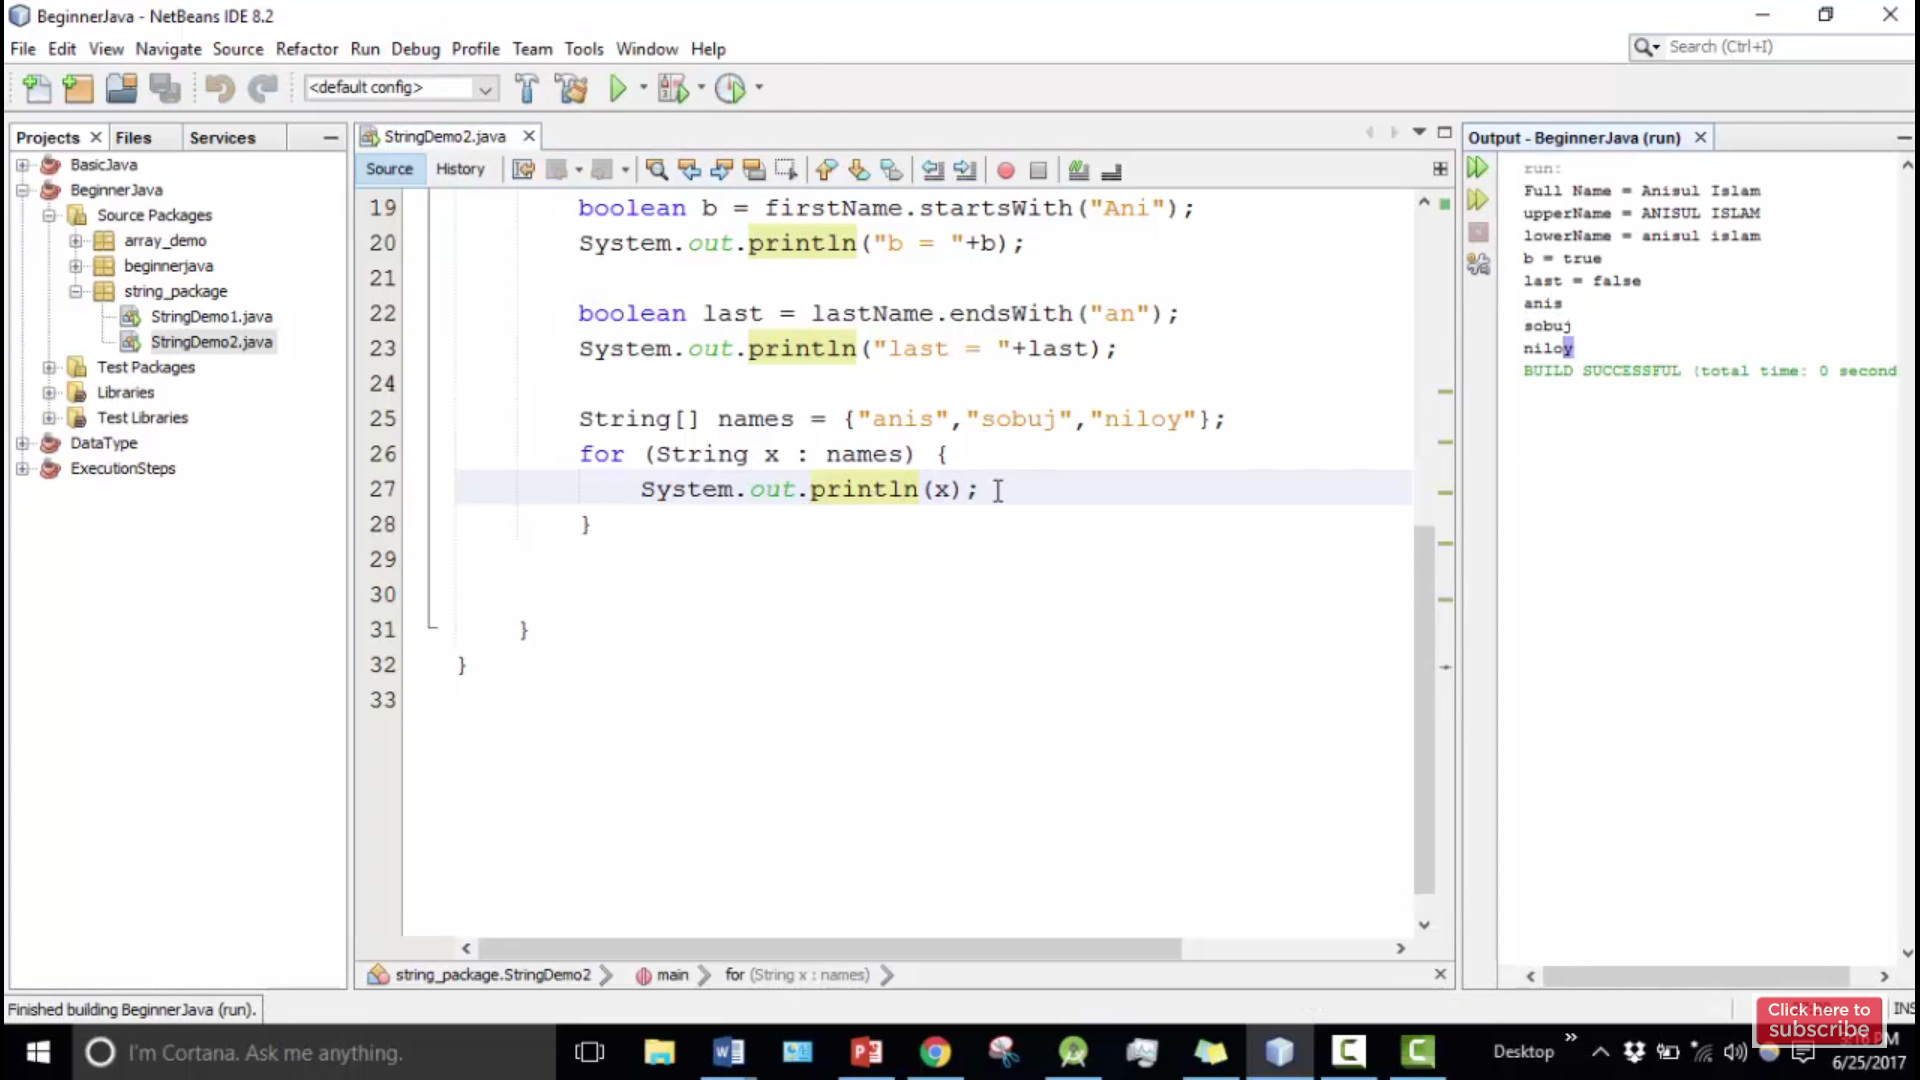 BeginnerJava - NetBeans IDE 8.2
File Edit View Navigate Source Refactor Run Debug Profile Team Tools Window Help
Search (Ctrl+I)
<default config>
Projects Files Services
BasicJava
BeginnerJava
Source Packages
array_demo
beginnerjava
string_package
StringDemo1.java
StringDemo2.java
Test Packages
Libraries
Test Libraries
DataType
ExecutionSteps
StringDemo2.java
Source History
19 boolean b = firstName.startsWith("Ani");
20 System.out.println("b = "+b);
21
22 boolean last = lastName.endsWith("an");
23 System.out.println("last = "+last);
24
25 String[] names = {"anis","sobuj","niloy"};
26 for (String x : names) {
27 System.out.println(x);
28 }
29
30
31 }
32 }
33
string_package.StringDemo2 main for (String x : names)
Output - BeginnerJava (run)
run:
Full Name = Anisul Islam
upperName = ANISUL ISLAM
lowerName = anisul islam
b = true
last = false
anis
sobuj
niloy
BUILD SUCCESSFUL (total time: 0 second
Finished building BeginnerJava (run).
INS
Click here to
subscribe
I'm Cortana. Ask me anything.
Desktop
6/25/2017